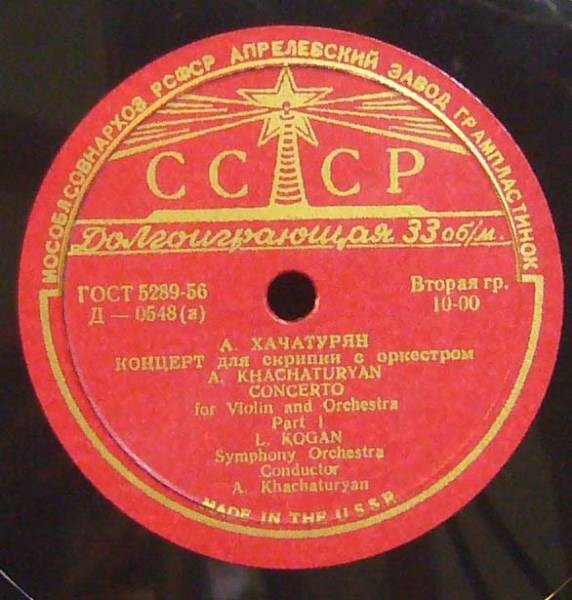 МОСОБЛСОВНАРХОЗ РСФСР АПРЕЛЕВСКИЙ ЗАВОД ГРАМПЛАСТИНОК
СССР
Долгоиграющая 33 об/м.
ГОСТ 5289-56
Д — 0548 (а)
Вторая гр.
10-00
А. ХАЧАТУРЯН
КОНЦЕРТ для скрипки с оркестром
A. KHACHATURYAN
CONCERTO
for Violin and Orchestra
Part I
L. KOGAN
Symphony Orchestra
Conductor
A. Khachaturyan
MADE IN THE U.S.S.R.